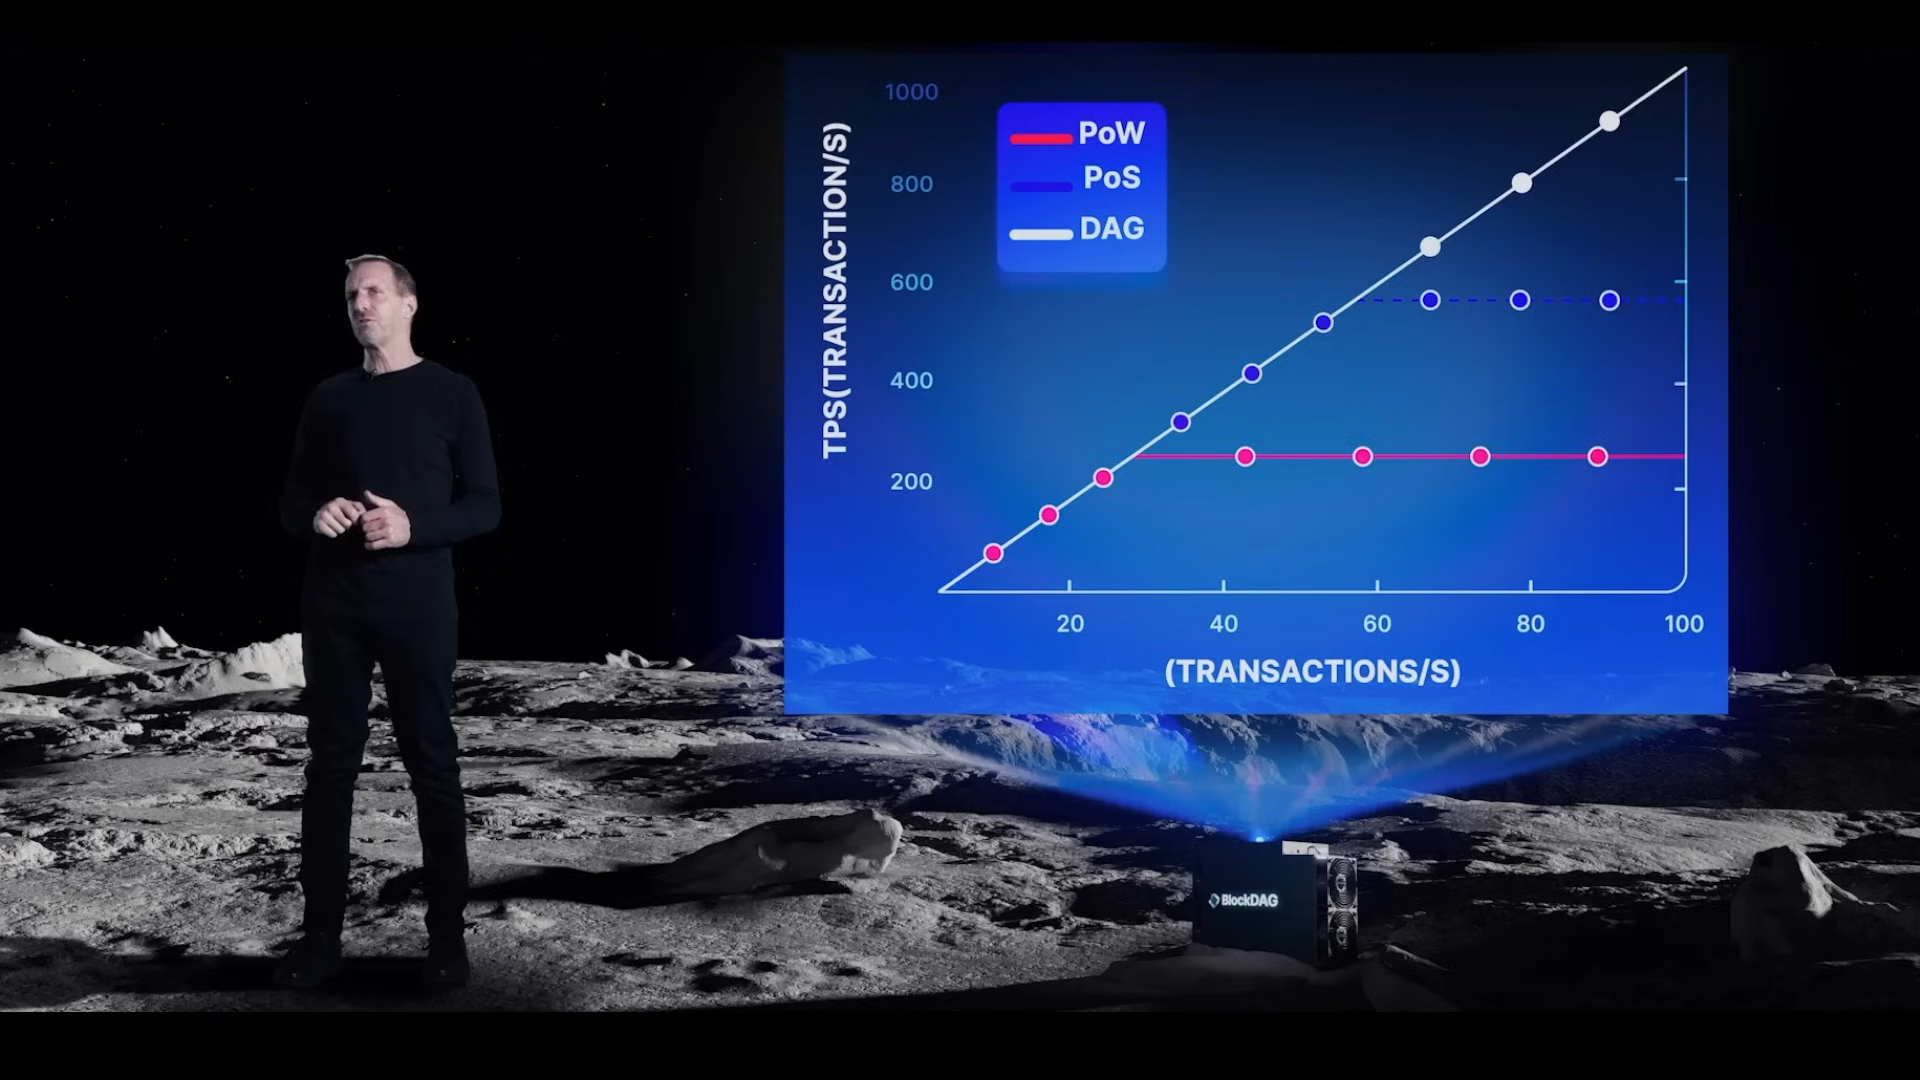 1000
800
600
400
200
TPS(TRANSACTION/S)
PoW
PoS
DAG
20 40 60 80 100
(TRANSACTIONS/S)
BlockDAG